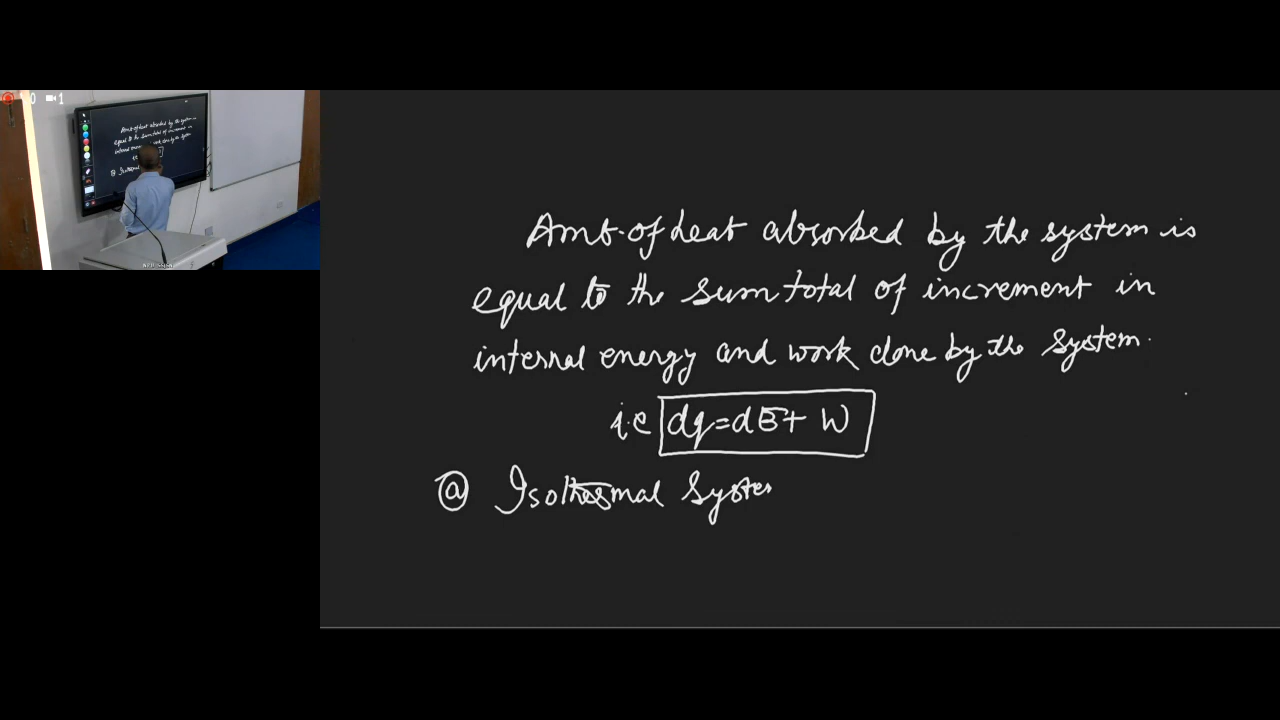 Amt. of heat absorbed by the system is
equal to the sum total of increment in
internal energy and work done by the system.
i.e dq=dE+ W
ⓐ Isothermal System